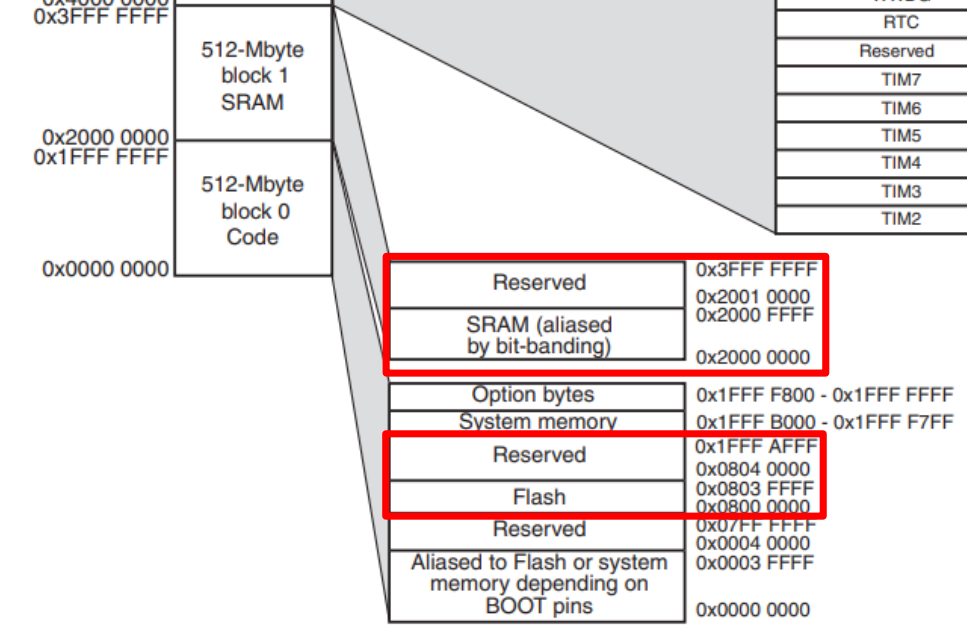 0x3FFF FFFF
512-Mbyte
block 1
SRAM
0x2000 0000
0x1FFF FFFF
512-Mbyte
block 0
Code
0x0000 0000
RTC
Reserved
TIM7
TIM6
TIM5
TIM4
TIM3
TIM2
Reserved
0x3FFF FFFF
0x2001 0000
SRAM (aliased
by bit-banding)
0x2000 FFFF
0x2000 0000
Option bytes
0x1FFF F800 - 0x1FFF FFFF
System memory
0x1FFF B000 - 0x1FFF F7FF
Reserved
0x1FFF AFFF
0x0804 0000
Flash
0x0803 FFFF
0x0800 0000
Reserved
0x07FF FFFF
0x0004 0000
Aliased to Flash or system
memory depending on
BOOT pins
0x0003 FFFF
0x0000 0000